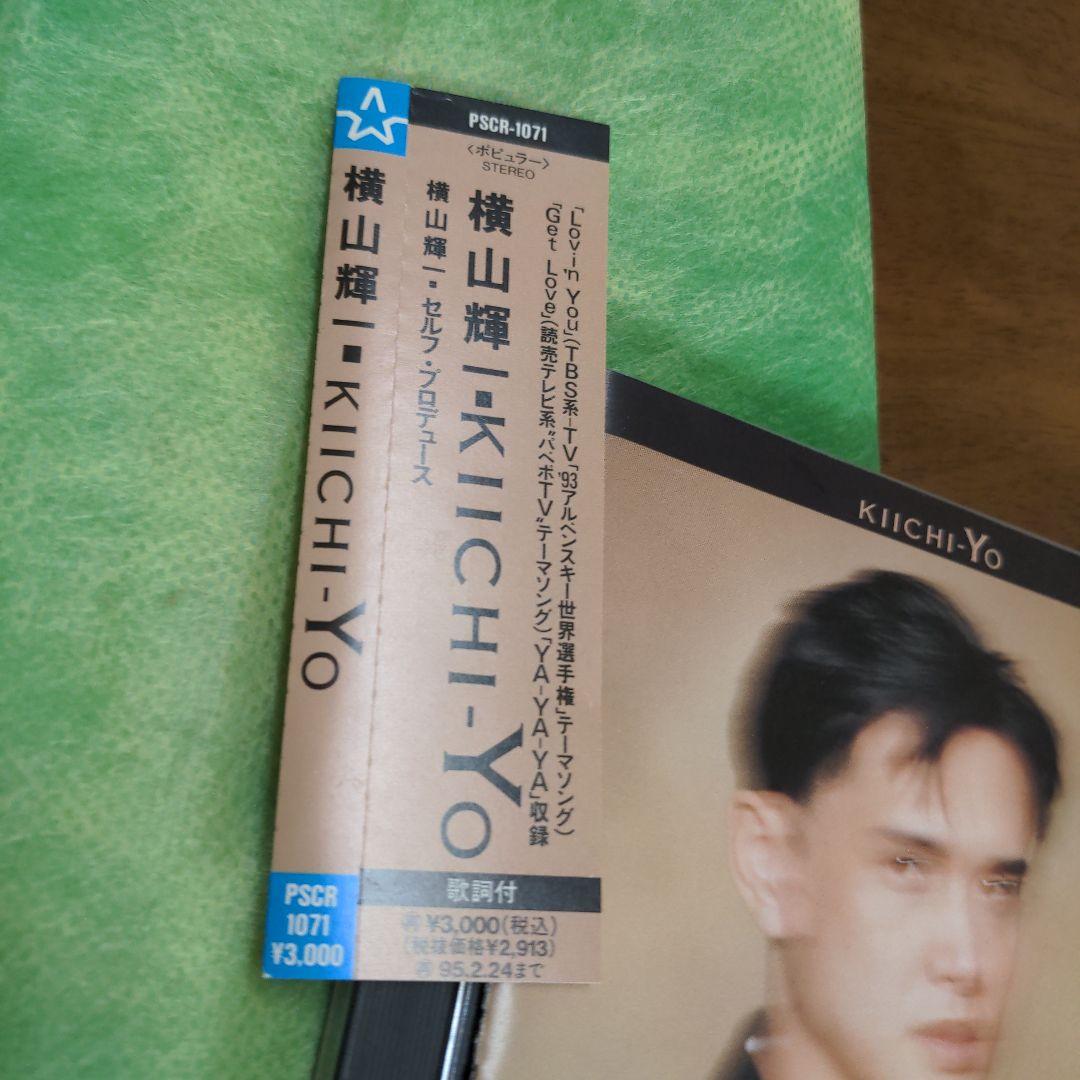 横山輝一■KIICHI-YO
PSCR
1071
¥3,000
PSCR-1071
〈ポピュラー〉
STEREO
「Lovin' You」(TBS系-TV「'93アルペンスキー世界選手権」テーマソング)
「Get Love」(読売テレビ系"パペポTV"テーマソング)「YA-YA-YA」収録
横山輝一■KIICHI-YO
横山輝一■セルフ・プロデュース
歌詞付
¥3,000(税込)
(税抜価格¥2,913)
95.2.24まで
KIICHI-YO